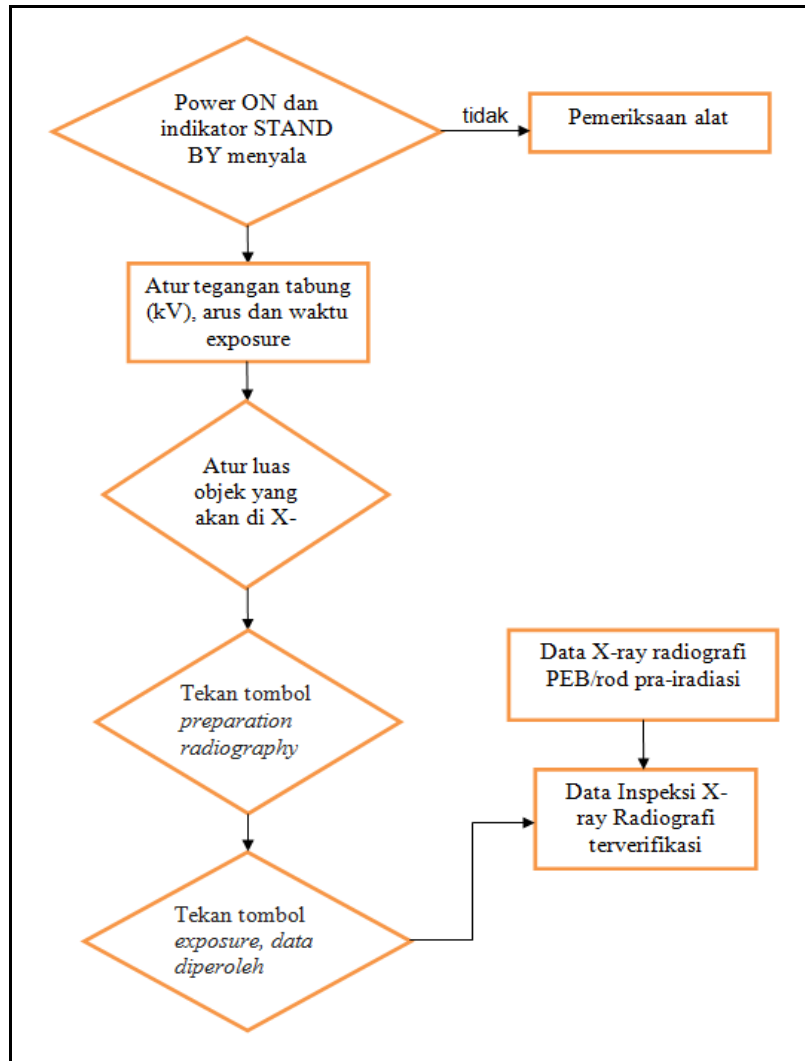 Power ON dan
indikator STAND
BY menyala
tidak
Pemeriksaan alat
Atur tegangan tabung
(kV), arus dan waktu
exposure
Atur luas
objek yang
akan di X-
Tekan tombol
preparation
radiography
Data X-ray radiografi
PEB/rod pra-iradiasi
Data Inspeksi X-
ray Radiografi
terverifikasi
Tekan tombol
exposure, data
diperoleh